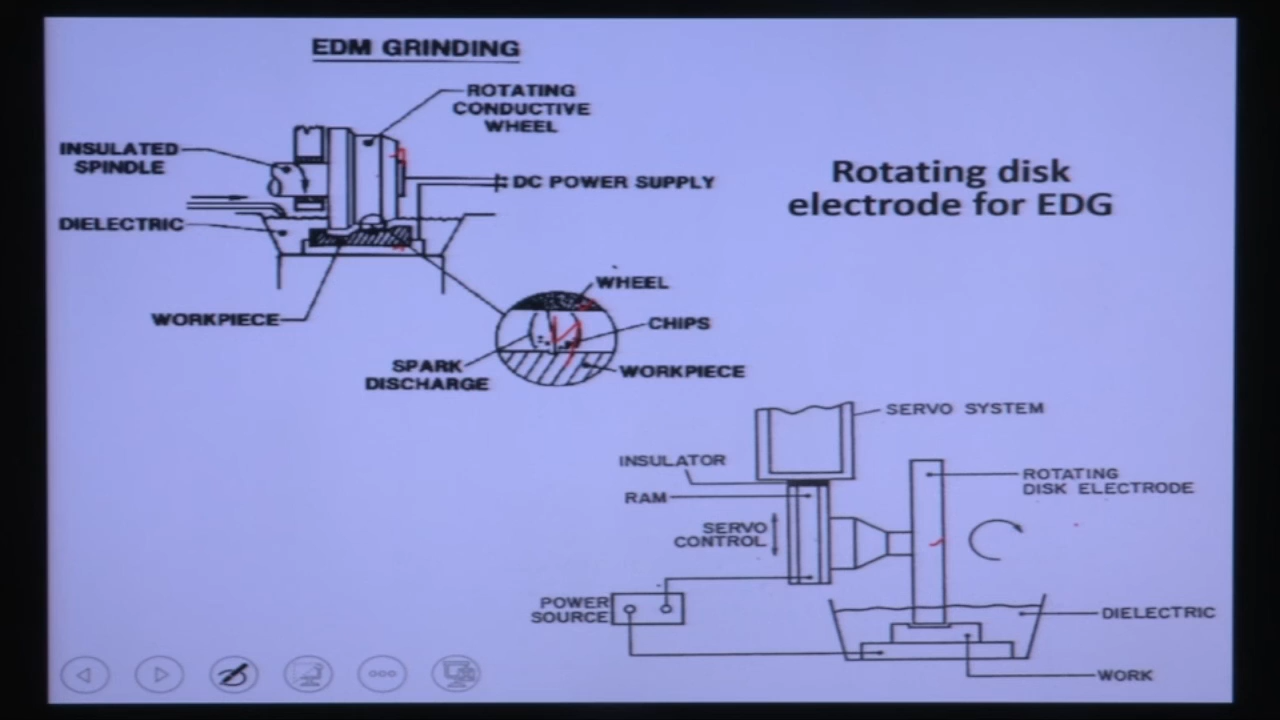 EDM GRINDING
ROTATING
CONDUCTIVE
WHEEL
INSULATED
SPINDLE
DC POWER SUPPLY
DIELECTRIC
WORKPIECE
WHEEL
CHIPS
SPARK
DISCHARGE
WORKPIECE
Rotating disk
electrode for EDG
SERVO SYSTEM
INSULATOR
RAM
ROTATING
DISK ELECTRODE
SERVO
CONTROL
POWER
SOURCE
DIELECTRIC
WORK